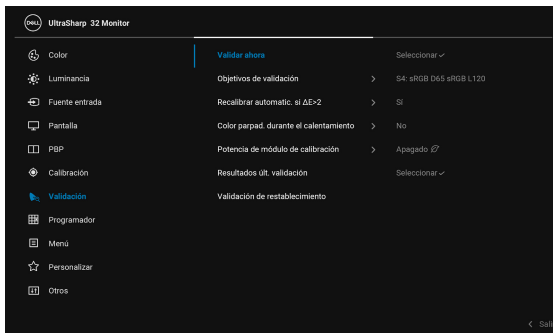 DELL UltraSharp 32 Monitor
Color
Validar ahora Seleccionar
Luminancia
Objetivos de validación S4: sRGB D65 sRGB L120
Fuente entrada
Recalibrar automatic. si ΔE>2 Sí
Pantalla
Color parpad. durante el calentamiento No
PBP
Potencia de módulo de calibración Apagado
Calibración
Resultados últ. validación Seleccionar
Validación
Validación de restablecimiento
Programador
Menú
Personalizar
Otros